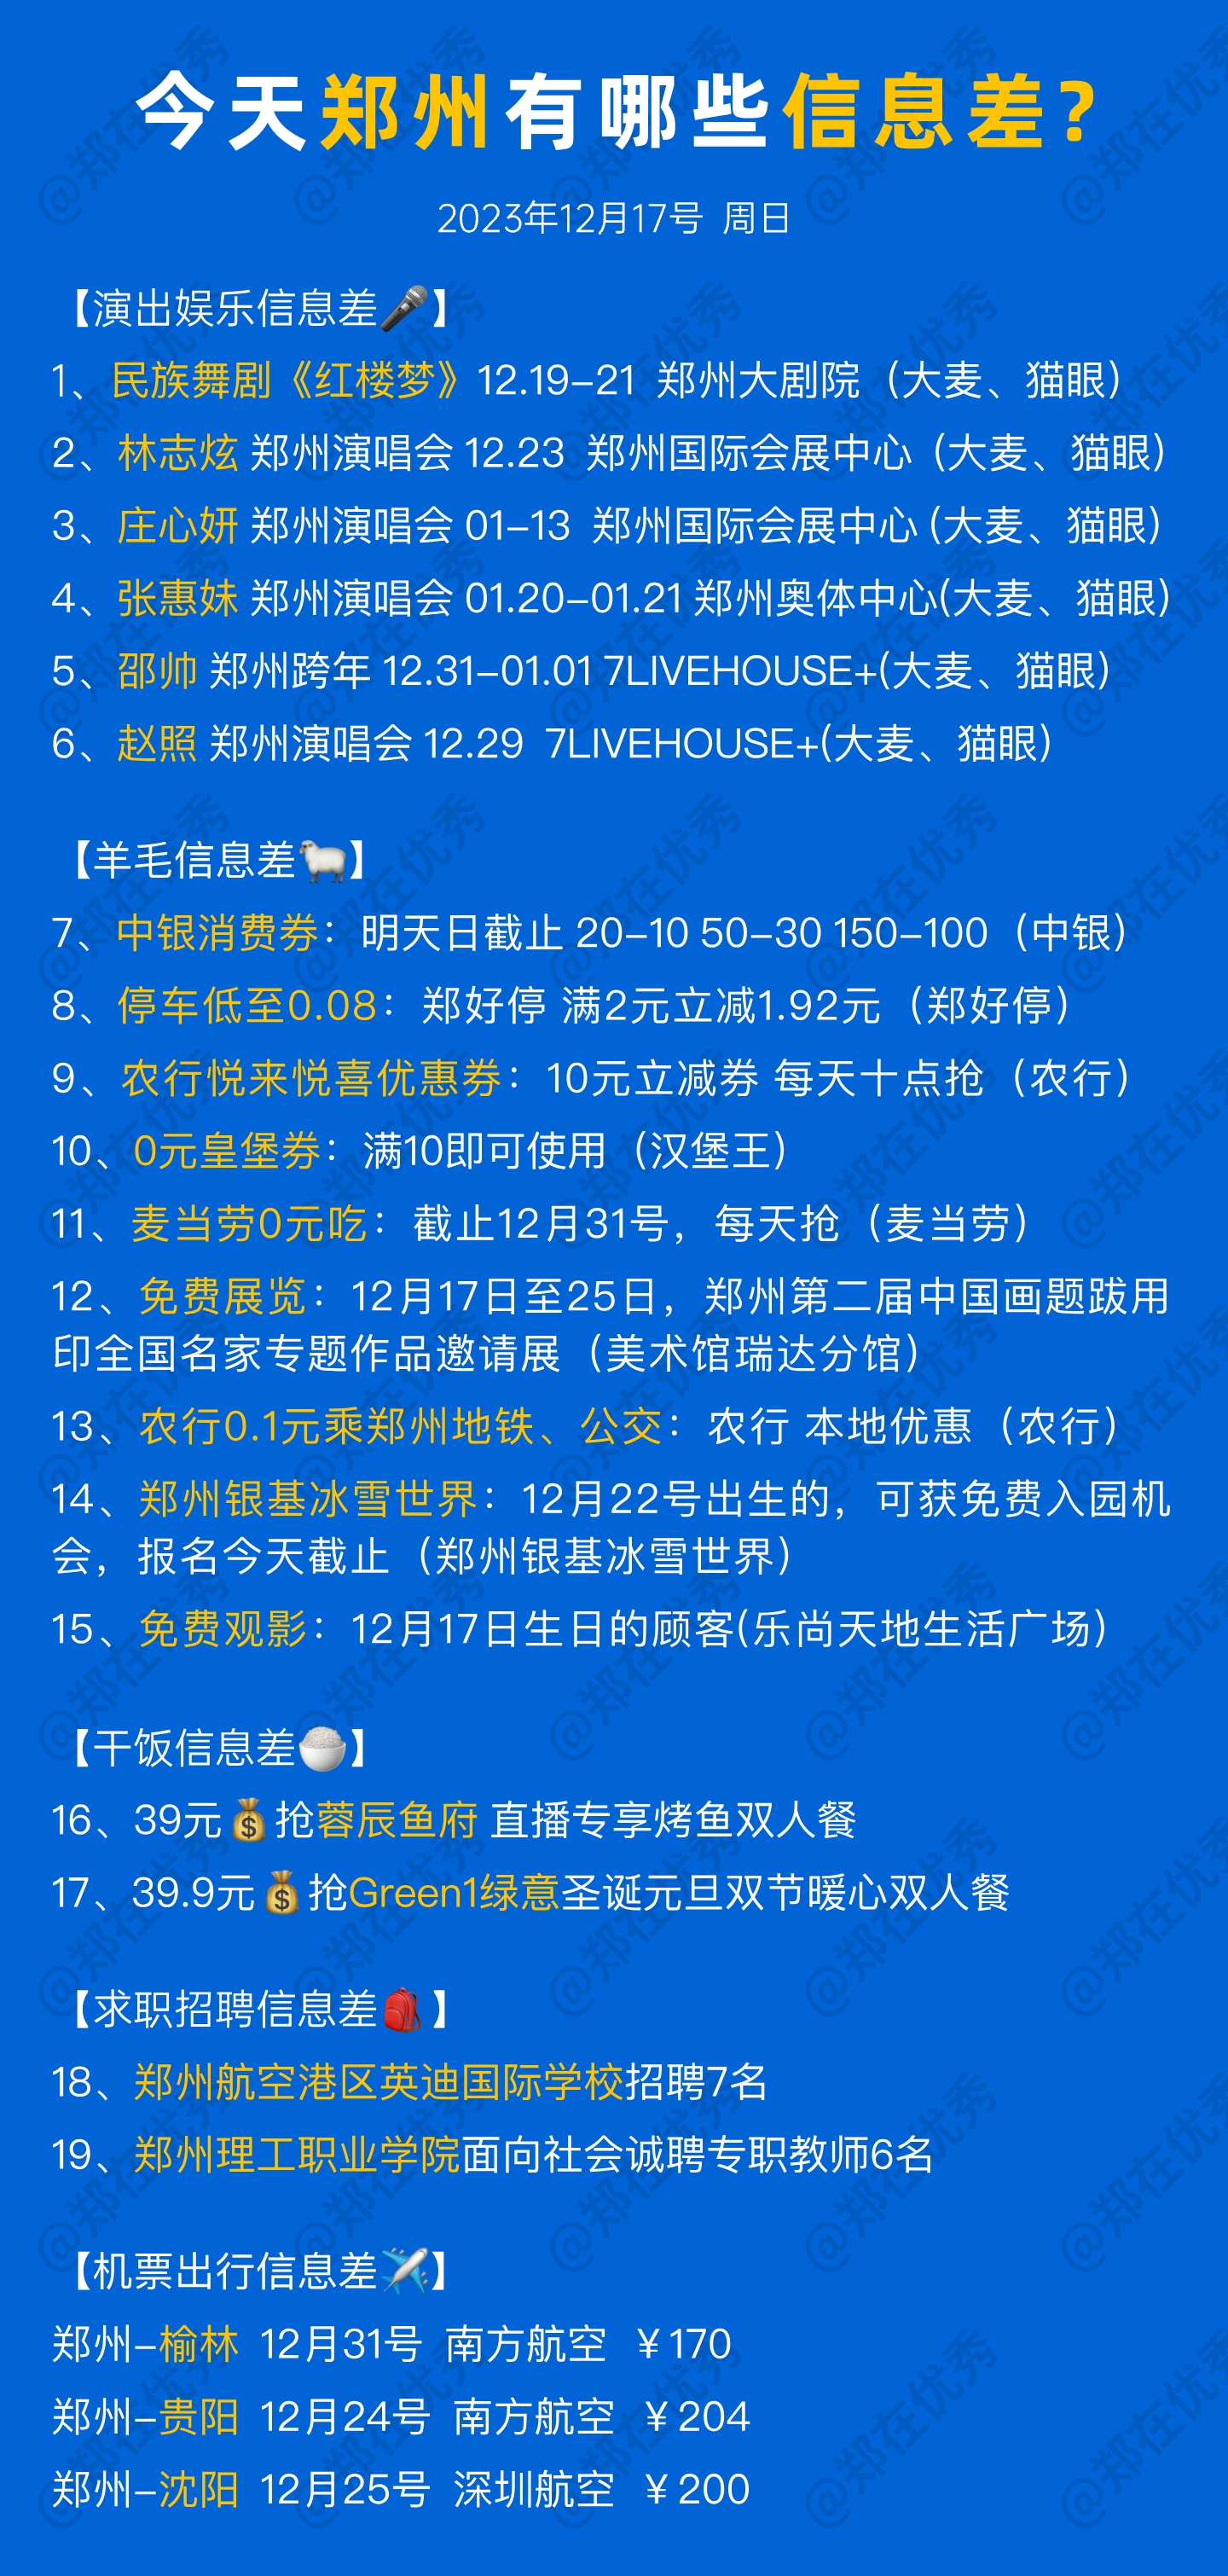 今天郑州有哪些信息差?
2023年12月17号 周日
【演出娱乐信息差🎤】
1、民族舞剧《红楼梦》12.19-21 郑州大剧院（大麦、猫眼）
2、林志炫 郑州演唱会 12.23 郑州国际会展中心（大麦、猫眼）
3、庄心妍 郑州演唱会 01-13 郑州国际会展中心（大麦、猫眼）
4、张惠妹 郑州演唱会 01.20-01.21 郑州奥体中心(大麦、猫眼）
5、邵帅 郑州跨年 12.31-01.01 7LIVEHOUSE+(大麦、猫眼）
6、赵照 郑州演唱会 12.29 7LIVEHOUSE+(大麦、猫眼）
【羊毛信息差🐑】
7、中银消费券：明天日截止 20-10 50-30 150-100（中银）
8、停车低至0.08：郑好停 满2元立减1.92元（郑好停）
9、农行悦来悦喜优惠券：10元立减券 每天十点抢（农行）
10、0元皇堡券：满10即可使用（汉堡王）
11、麦当劳0元吃：截止12月31号，每天抢（麦当劳）
12、免费展览：12月17日至25日，郑州第二届中国画题跋用
印全国名家专题作品邀请展（美术馆瑞达分馆）
13、农行0.1元乘郑州地铁、公交：农行 本地优惠（农行）
14、郑州银基冰雪世界：12月22号出生的，可获免费入园机
会，报名今天截止（郑州银基冰雪世界）
15、免费观影：12月17日生日的顾客(乐尚天地生活广场）
【干饭信息差🍚】
16、39元💰抢蓉辰鱼府 直播专享烤鱼双人餐
17、39.9元💰抢Green1绿意圣诞元旦双节暖心双人餐
【求职招聘信息差🎒】
18、郑州航空港区英迪国际学校招聘7名
19、郑州理工职业学院面向社会诚聘专职教师6名
【机票出行信息差✈️】
郑州-榆林 12月31号 南方航空 ￥170
郑州-贵阳 12月24号 南方航空 ￥204
郑州-沈阳 12月25号 深圳航空 ￥200
@郑在优秀